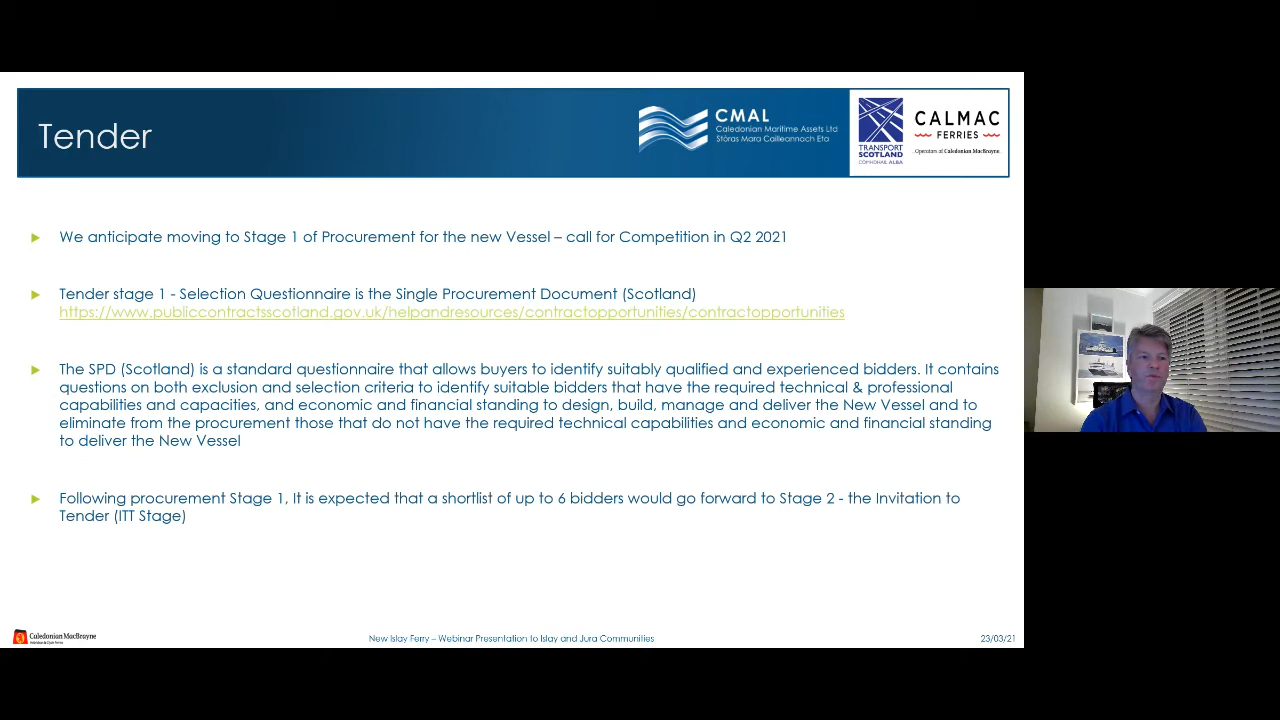 Tender
CMAL
Caledonian Maritime Assets Ltd
Stòras Mara Cailleannach Eta
TRANSPORT
SCOTLAND
CÒMHDHAIL ALBA
CALMAC
FERRIES
Operators of Caledonian MacBrayne
We anticipate moving to Stage 1 of Procurement for the new Vessel – call for Competition in Q2 2021
Tender stage 1 - Selection Questionnaire is the Single Procurement Document (Scotland)
https://www.publiccontractsscotland.gov.uk/helpandresources/contractopportunities/contractopportunities
The SPD (Scotland) is a standard questionnaire that allows buyers to identify suitably qualified and experienced bidders. It contains
questions on both exclusion and selection criteria to identify suitable bidders that have the required technical & professional
capabilities and capacities, and economic and financial standing to design, build, manage and deliver the New Vessel and to
eliminate from the procurement those that do not have the required technical capabilities and economic and financial standing
to deliver the New Vessel
Following procurement Stage 1, It is expected that a shortlist of up to 6 bidders would go forward to Stage 2 - the Invitation to
Tender (ITT Stage)
Caledonian MacBrayne
Hebridean & Clyde Ferries
New Islay Ferry – Webinar Presentation to Islay and Jura Communities
23/03/21